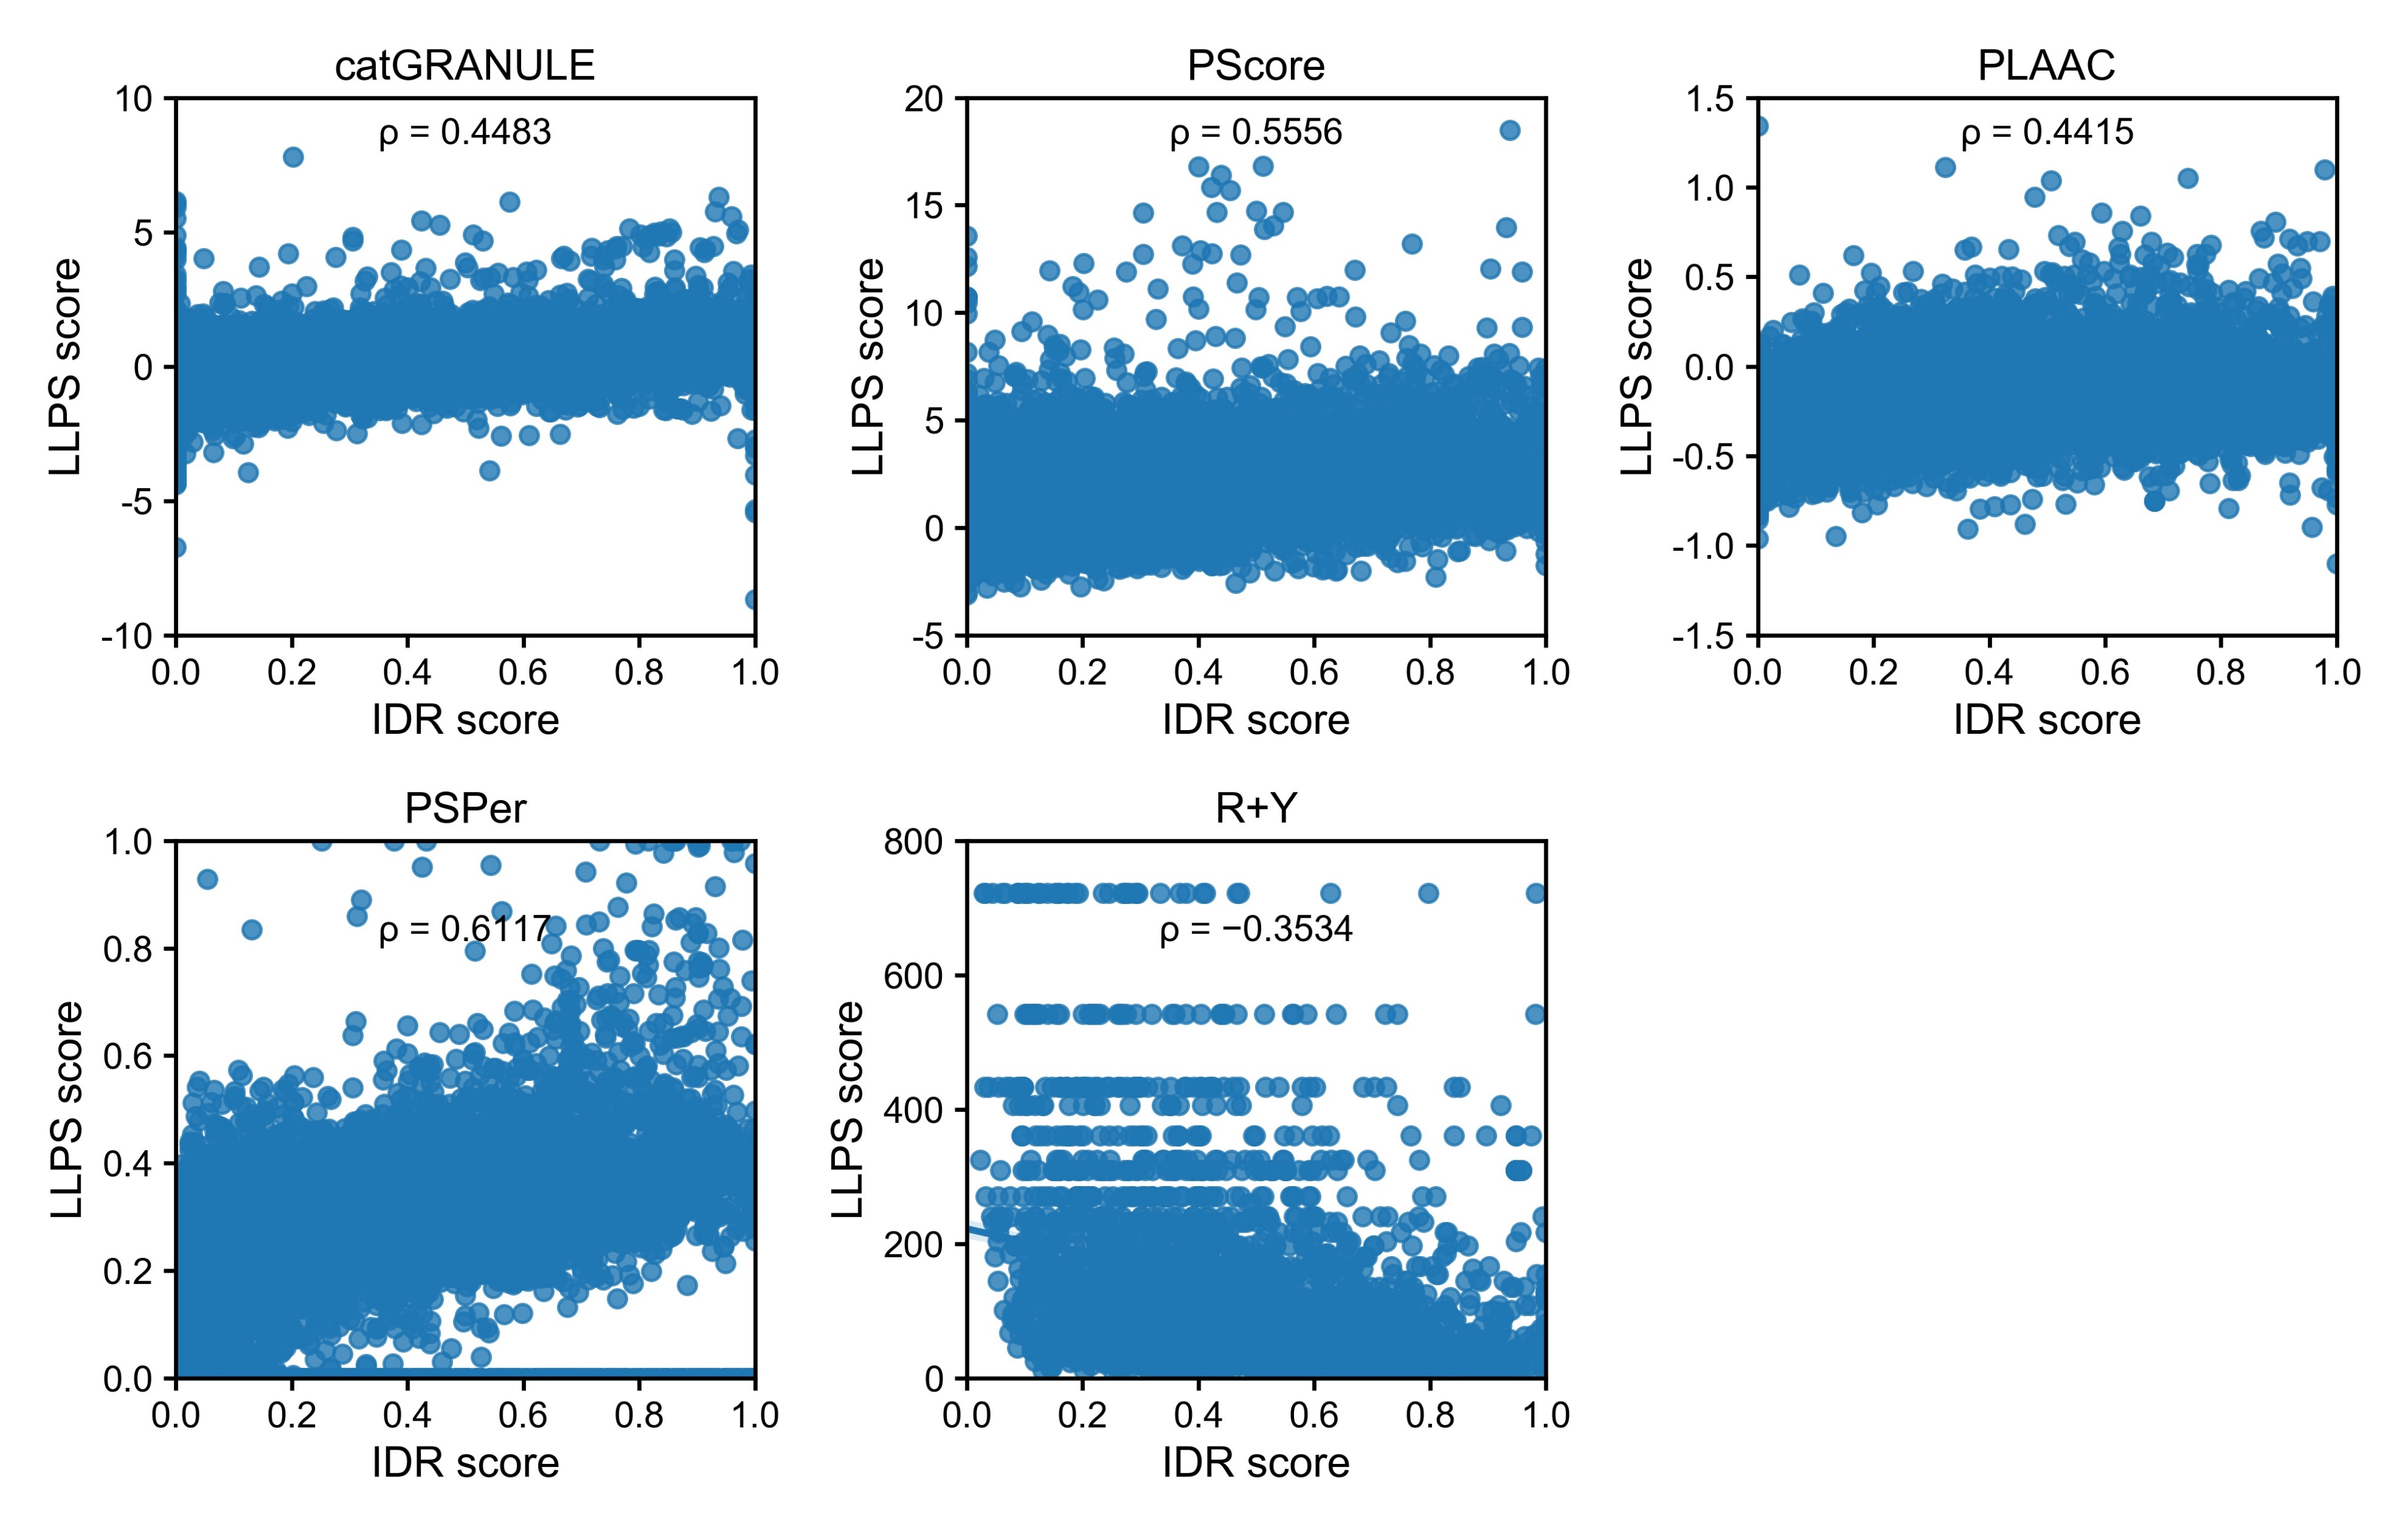 catGRANULE
ρ = 0.4483
LLPS score
10
5
0
-5
-10
0.0 0.2 0.4 0.6 0.8 1.0
IDR score
PScore
ρ = 0.5556
LLPS score
20
15
10
5
0
-5
0.0 0.2 0.4 0.6 0.8 1.0
IDR score
PLAAC
ρ = 0.4415
LLPS score
1.5
1.0
0.5
0.0
-0.5
-1.0
-1.5
0.0 0.2 0.4 0.6 0.8 1.0
IDR score
PSPer
ρ = 0.6117
LLPS score
1.0
0.8
0.6
0.4
0.2
0.0
0.0 0.2 0.4 0.6 0.8 1.0
IDR score
R+Y
ρ = −0.3534
LLPS score
800
600
400
200
0
0.0 0.2 0.4 0.6 0.8 1.0
IDR score